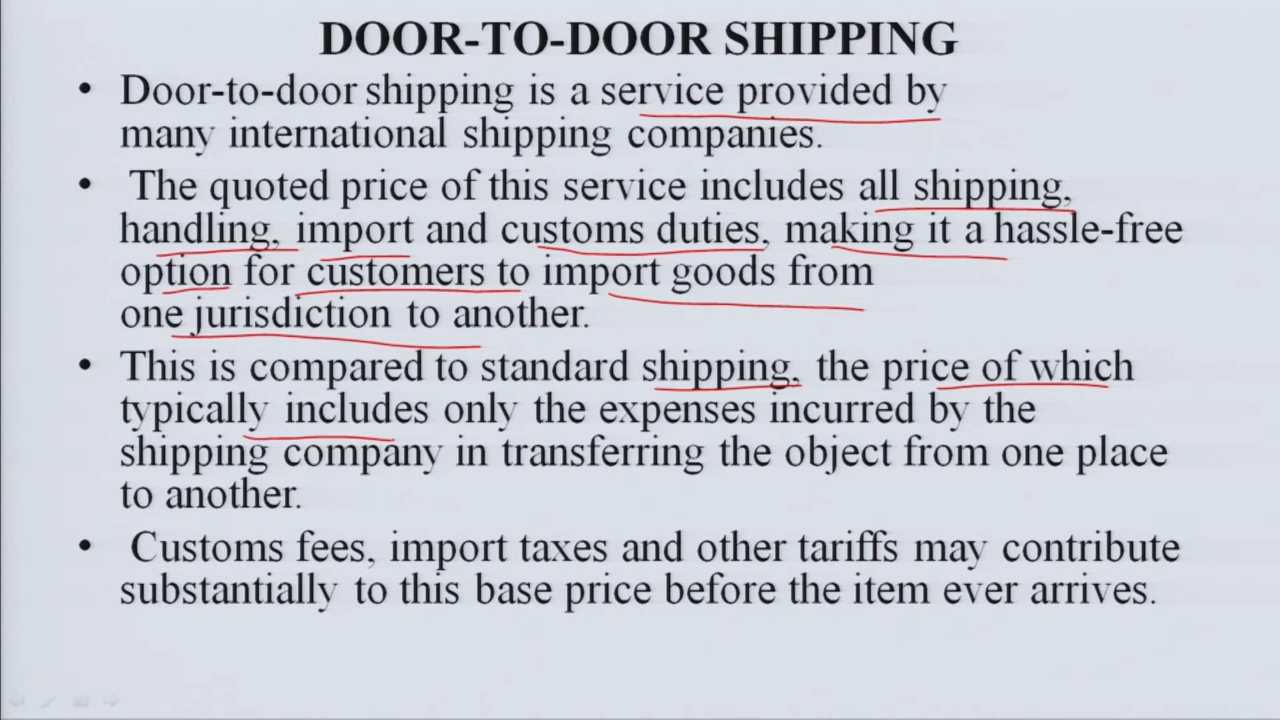 DOOR-TO-DOOR SHIPPING
• Door-to-door shipping is a service provided by
many international shipping companies.
• The quoted price of this service includes all shipping,
handling, import and customs duties, making it a hassle-free
option for customers to import goods from
one jurisdiction to another.
• This is compared to standard shipping, the price of which
typically includes only the expenses incurred by the
shipping company in transferring the object from one place
to another.
• Customs fees, import taxes and other tariffs may contribute
substantially to this base price before the item ever arrives.